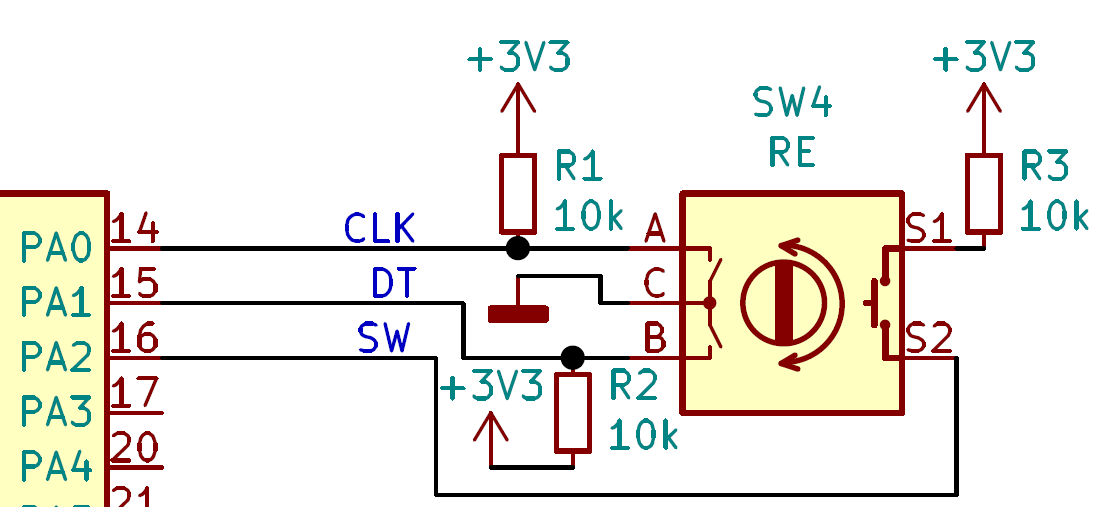 +3V3
+3V3
SW4
RE
R1
10k
R3
10k
14
CLK
A
S1
PA0
15
DT
C
PA1
16
SW
B
S2
PA2
17
+3V3
R2
10k
PA3
20
PA4
21